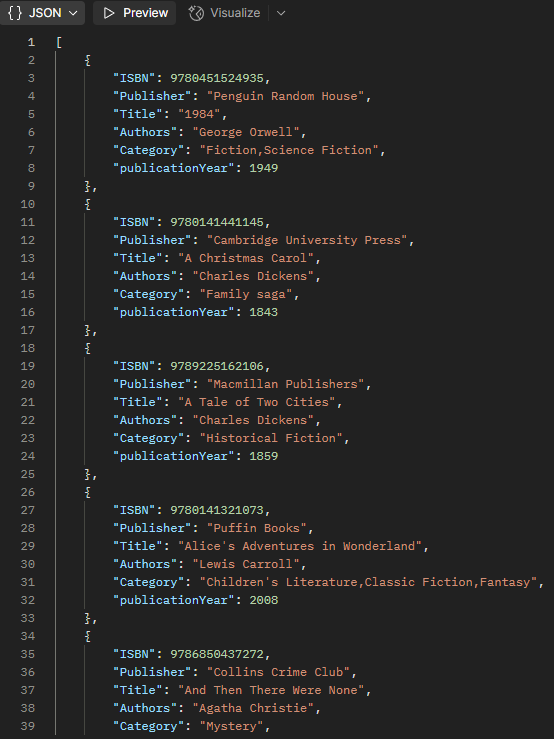 {} JSON Preview Visualize
1 [
2 {
3 "ISBN": 9780451524935,
4 "Publisher": "Penguin Random House",
5 "Title": "1984",
6 "Authors": "George Orwell",
7 "Category": "Fiction,Science Fiction",
8 "publicationYear": 1949
9 },
10 {
11 "ISBN": 9780141441145,
12 "Publisher": "Cambridge University Press",
13 "Title": "A Christmas Carol",
14 "Authors": "Charles Dickens",
15 "Category": "Family saga",
16 "publicationYear": 1843
17 },
18 {
19 "ISBN": 9789225162106,
20 "Publisher": "Macmillan Publishers",
21 "Title": "A Tale of Two Cities",
22 "Authors": "Charles Dickens",
23 "Category": "Historical Fiction",
24 "publicationYear": 1859
25 },
26 {
27 "ISBN": 9780141321073,
28 "Publisher": "Puffin Books",
29 "Title": "Alice's Adventures in Wonderland",
30 "Authors": "Lewis Carroll",
31 "Category": "Children's Literature,Classic Fiction,Fantasy",
32 "publicationYear": 2008
33 },
34 {
35 "ISBN": 9786850437272,
36 "Publisher": "Collins Crime Club",
37 "Title": "And Then There Were None",
38 "Authors": "Agatha Christie",
39 "Category": "Mystery",